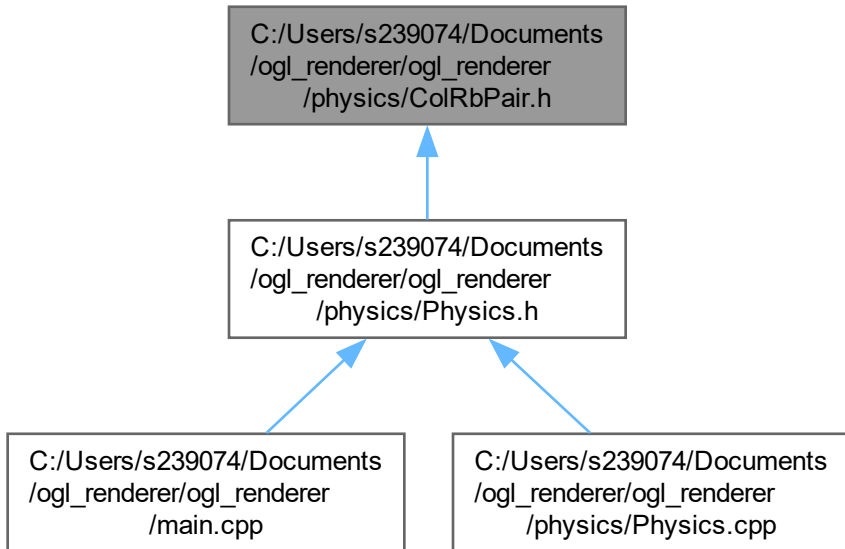 C:/Users/s239074/Documents
/ogl_renderer/ogl_renderer
/physics/ColRbPair.h
C:/Users/s239074/Documents
/ogl_renderer/ogl_renderer
/physics/Physics.h
C:/Users/s239074/Documents
/ogl_renderer/ogl_renderer
/main.cpp
C:/Users/s239074/Documents
/ogl_renderer/ogl_renderer
/physics/Physics.cpp